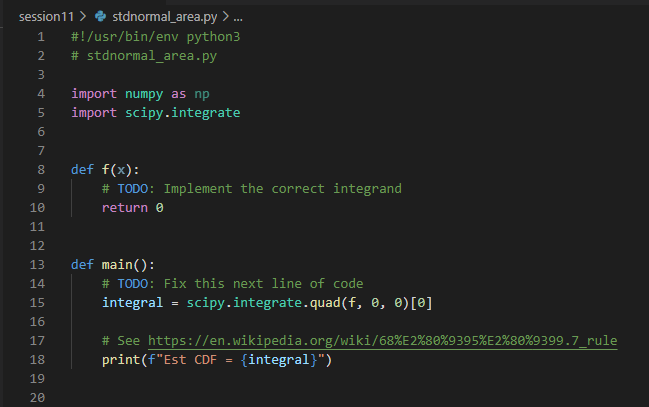 session11 > stdnormal_area.py > ...
1 #!/usr/bin/env python3
2 # stdnormal_area.py
3
4 import numpy as np
5 import scipy.integrate
6
7
8 def f(x):
9     # TODO: Implement the correct integrand
10     return 0
11
12
13 def main():
14     # TODO: Fix this next line of code
15     integral = scipy.integrate.quad(f, 0, 0)[0]
16
17     # See https://en.wikipedia.org/wiki/68%E2%80%9395%E2%80%9399.7_rule
18     print(f"Est CDF = {integral}")
19
20